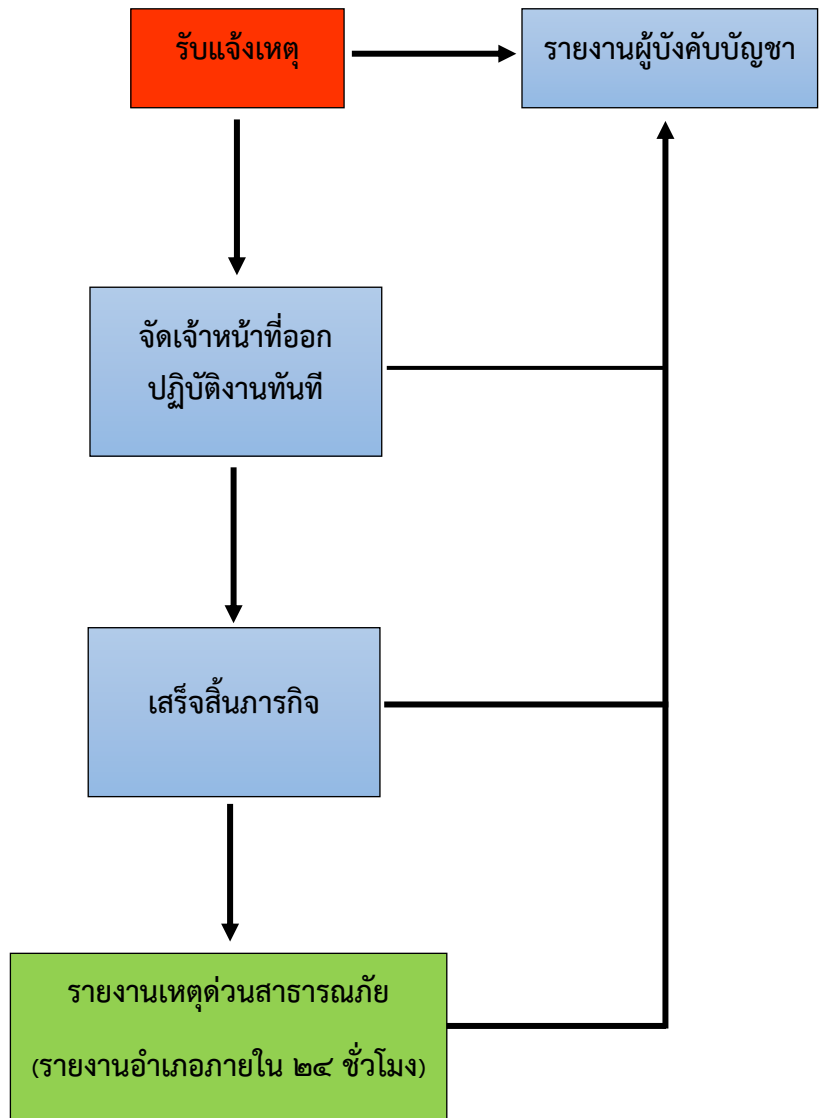 รับแจ้งเหตุ
รายงานผู้บังคับบัญชา
จัดเจ้าหน้าที่ออก
ปฏิบัติงานทันที
เสร็จสิ้นภารกิจ
รายงานเหตุด่วนสาธารณภัย
(รายงานอำเภอภายใน ๒๔ ชั่วโมง)